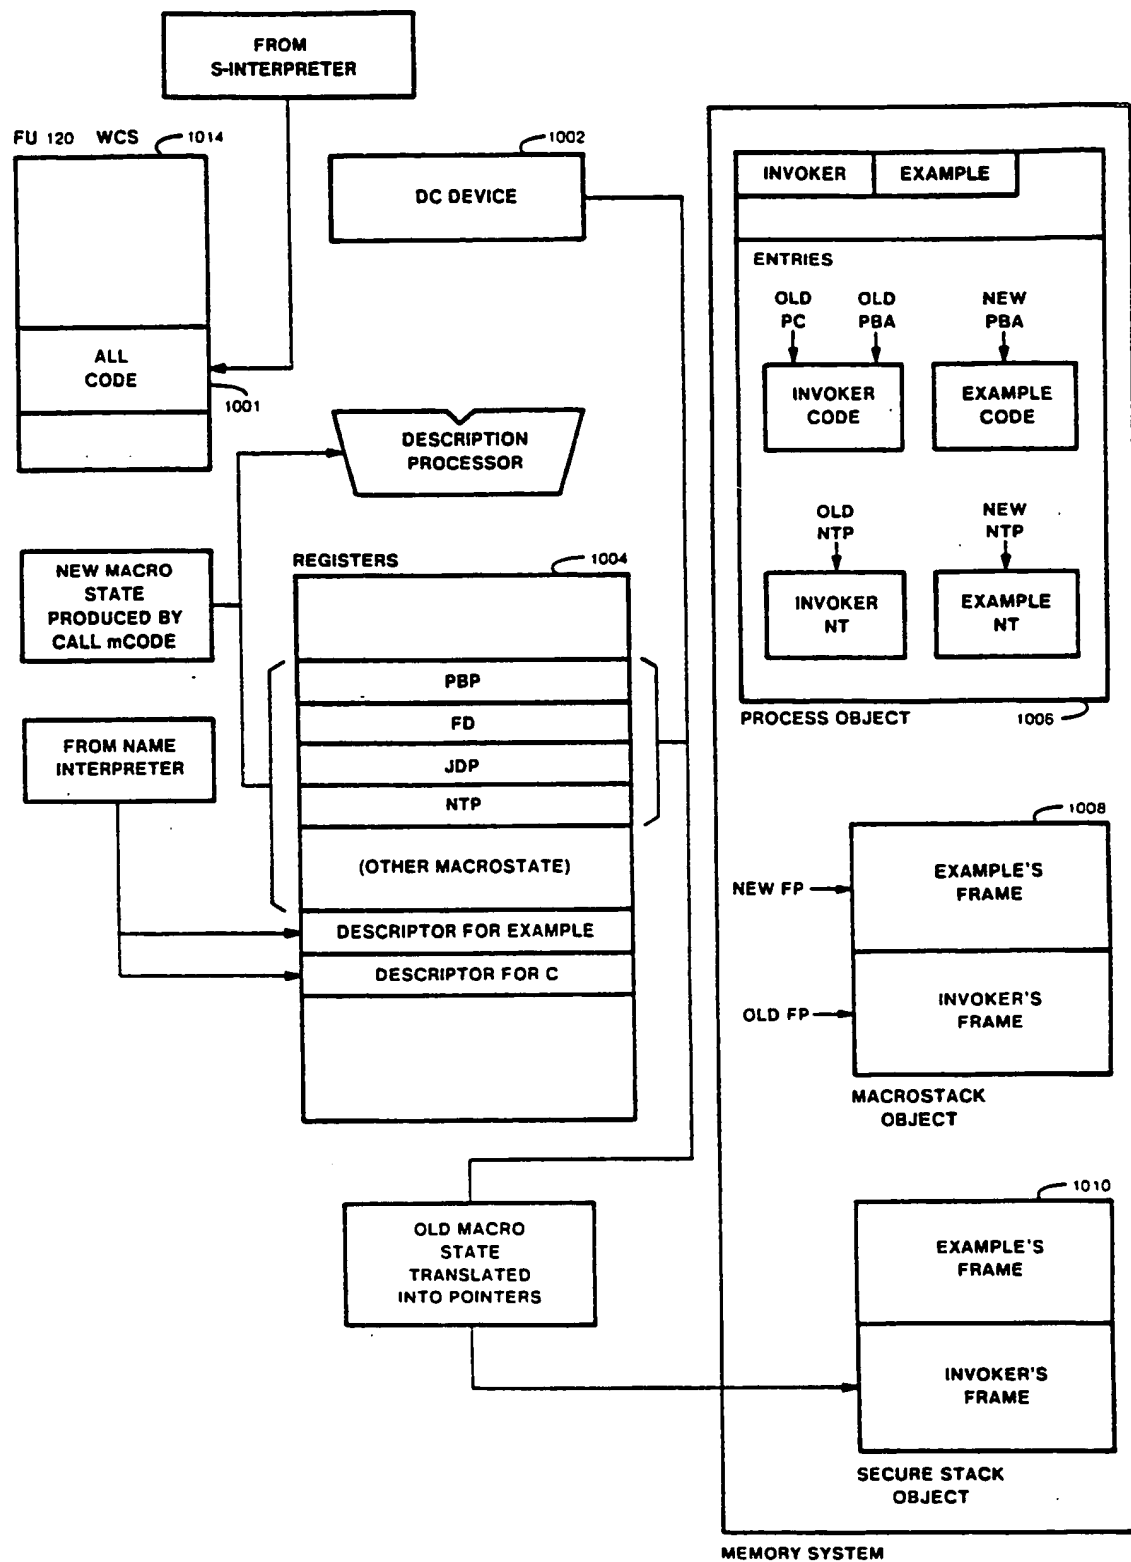 FROM
S-INTERPRETER
FU 120 WCS 1014
ALL
CODE
1001
1002
DC DEVICE
DESCRIPTION
PROCESSOR
NEW MACRO
STATE
PRODUCED BY
CALL mCODE
FROM NAME
INTERPRETER
REGISTERS
1004
PBP
FD
JDP
NTP
(OTHER MACROSTATE)
DESCRIPTOR FOR EXAMPLE
DESCRIPTOR FOR C
OLD MACRO
STATE
TRANSLATED
INTO POINTERS
INVOKER EXAMPLE
ENTRIES
OLD
PC
OLD
PBA
NEW
PBA
INVOKER
CODE
EXAMPLE
CODE
OLD
NTP
NEW
NTP
INVOKER
NT
EXAMPLE
NT
PROCESS OBJECT
1006
1008
NEW FP
EXAMPLE'S
FRAME
OLD FP
INVOKER'S
FRAME
MACROSTACK
OBJECT
1010
EXAMPLE'S
FRAME
INVOKER'S
FRAME
SECURE STACK
OBJECT
MEMORY SYSTEM